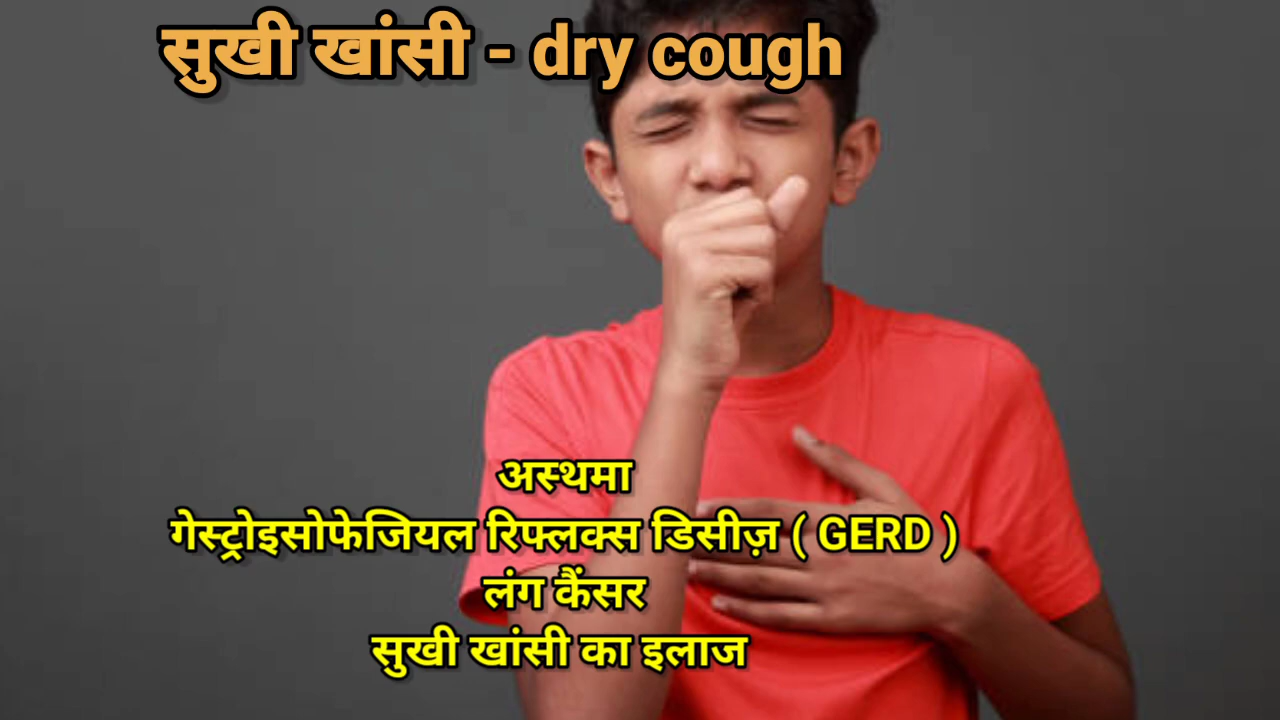 सुखी खांसी - dry cough
अस्थमा
गेस्ट्रोइसोफेजियल रिफ्लक्स डिसीज़ ( GERD )
लंग कैंसर
सुखी खांसी का इलाज